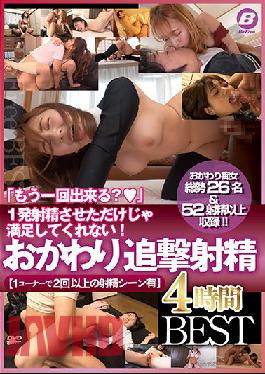 「もう一回出来る?♥」
1発射精させただけじゃ
満足してくれない!
おかわり痴女
総勢26名
&
52射精以上
収録!!
おかわり追撃射精
【1コーナーで2回以上の射精シーン有】
4時間
BEST